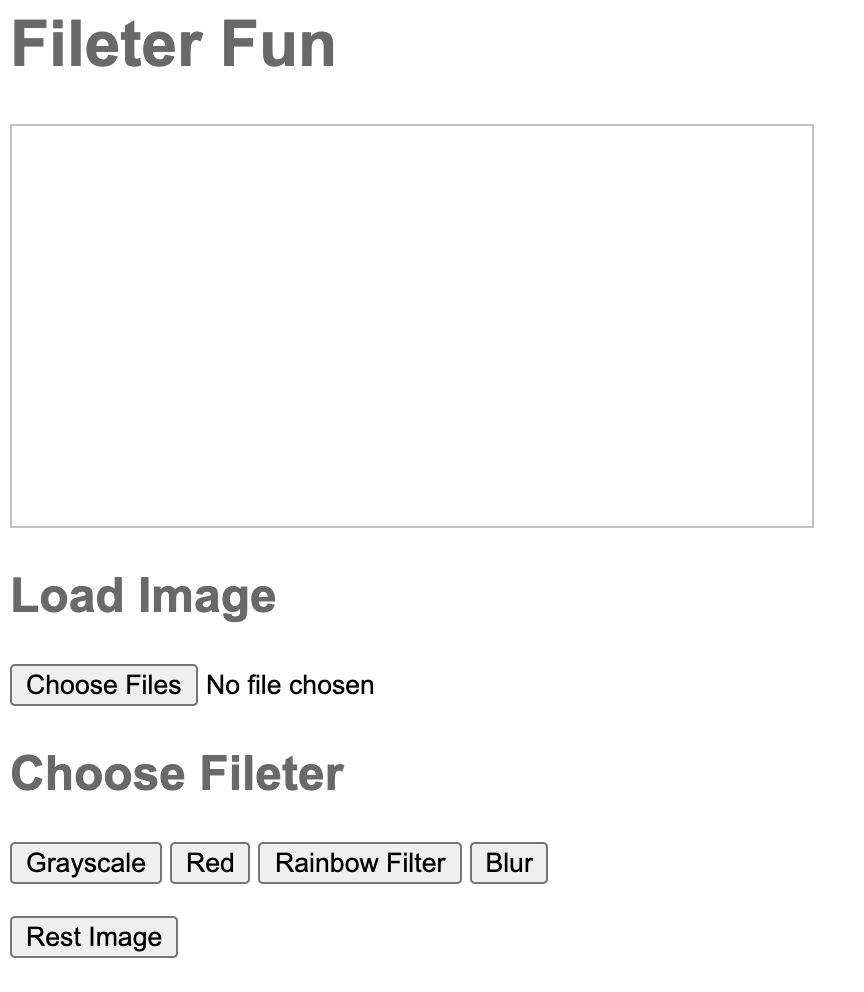 Fileter Fun
Load Image
Choose Files No file chosen
Choose Fileter
Grayscale Red Rainbow Filter Blur
Rest Image